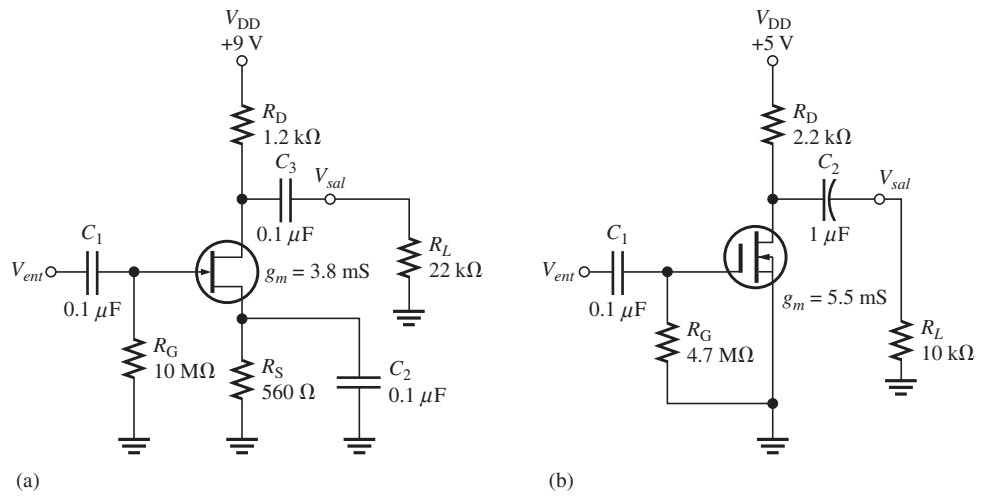 V_DD
+9 V
R_D
1.2 kΩ
C_3
V_sal
0.1 μF
C_1
V_ent
0.1 μF
g_m = 3.8 mS
R_L
22 kΩ
R_G
10 MΩ
R_S
560 Ω
C_2
0.1 μF
(a)
V_DD
+5 V
R_D
2.2 kΩ
C_2
V_sal
1 μF
C_1
V_ent
0.1 μF
g_m = 5.5 mS
R_G
4.7 MΩ
R_L
10 kΩ
(b)